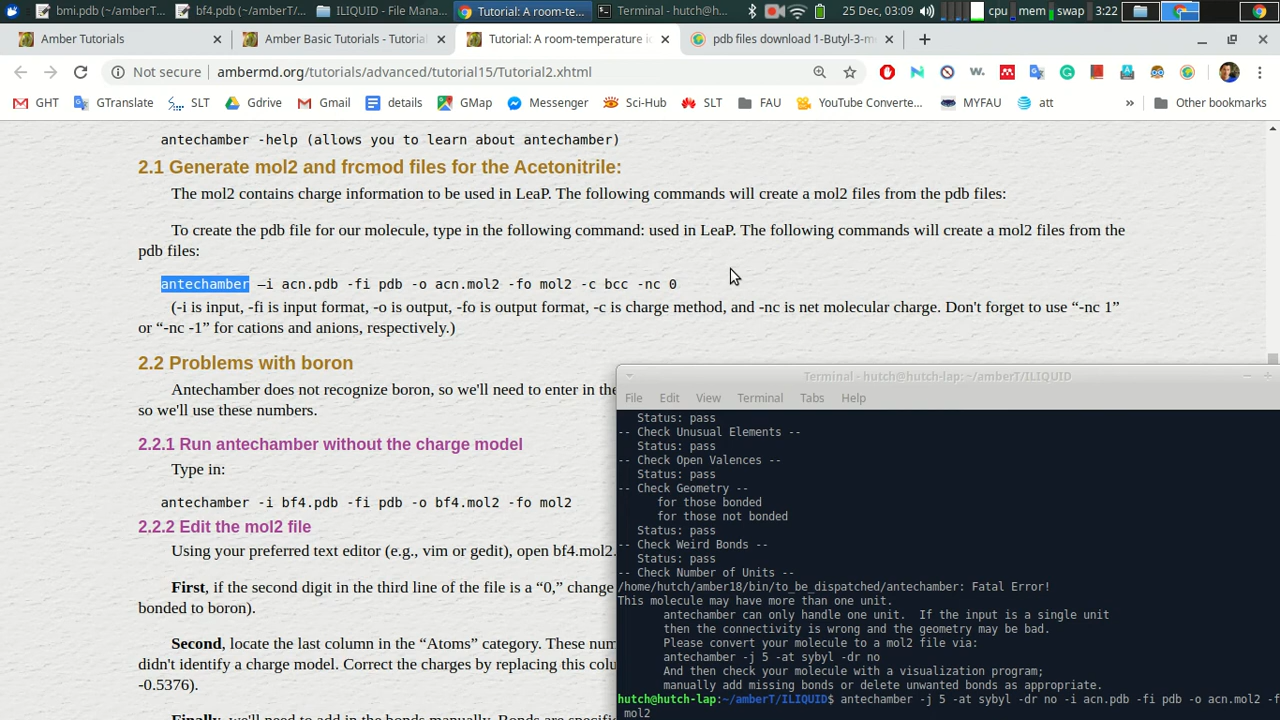 bmi.pdb (~/amberT...
bf4.pdb (~/amberT/...
ILIQUID - File Mana...
Tutorial: A room-te...
Terminal - hutch@h...
25 Dec, 03:09
cpu
mem
swap
3:22
Amber Tutorials
Amber Basic Tutorials - Tutorial
Tutorial: A room-temperature i
pdb files download 1-Butyl-3-m
Not secure
ambermd.org/tutorials/advanced/tutorial15/Tutorial2.xhtml
GHT
GTranslate
SLT
Gdrive
Gmail
details
GMap
Messenger
Sci-Hub
SLT
FAU
YouTube Converte...
MYFAU
att
»
Other bookmarks
antechamber -help (allows you to learn about antechamber)
2.1 Generate mol2 and frcmod files for the Acetonitrile:
The mol2 contains charge information to be used in LeaP. The following commands will create a mol2 files from the pdb files:
To create the pdb file for our molecule, type in the following command: used in LeaP. The following commands will create a mol2 files from the
pdb files:
antechamber –i acn.pdb -fi pdb -o acn.mol2 -fo mol2 -c bcc -nc 0
(-i is input, -fi is input format, -o is output, -fo is output format, -c is charge method, and -nc is net molecular charge. Don't forget to use “-nc 1”
or “-nc -1” for cations and anions, respectively.)
2.2 Problems with boron
Antechamber does not recognize boron, so we'll need to enter in the
so we'll use these numbers.
2.2.1 Run antechamber without the charge model
Type in:
antechamber -i bf4.pdb -fi pdb -o bf4.mol2 -fo mol2
2.2.2 Edit the mol2 file
Using your preferred text editor (e.g., vim or gedit), open bf4.mol2.
First, if the second digit in the third line of the file is a “0,” change
bonded to boron).
Second, locate the last column in the “Atoms” category. These num
didn't identify a charge model. Correct the charges by replacing this colu
-0.5376).
Finally, we'll need to add in the bonds manually. Bonds are specifi
Terminal - hutch@hutch-lap: ~/amberT/ILIQUID
File Edit View Terminal Tabs Help
Status: pass
-- Check Unusual Elements --
Status: pass
-- Check Open Valences --
Status: pass
-- Check Geometry --
for those bonded
for those not bonded
Status: pass
-- Check Weird Bonds --
Status: pass
-- Check Number of Units --
/home/hutch/amber18/bin/to_be_dispatched/antechamber: Fatal Error!
This molecule may have more than one unit.
antechamber can only handle one unit.  If the input is a single unit
then the connectivity is wrong and the geometry may be bad.
Please convert your molecule to a mol2 file via:
antechamber -j 5 -at sybyl -dr no
And then check your molecule with a visualization program;
manually add missing bonds or delete unwanted bonds as appropriate.
hutch@hutch-lap:~/amberT/ILIQUID$ antechamber -j 5 -at sybyl -dr no -i acn.pdb -fi pdb -o acn.mol2 -f
mol2